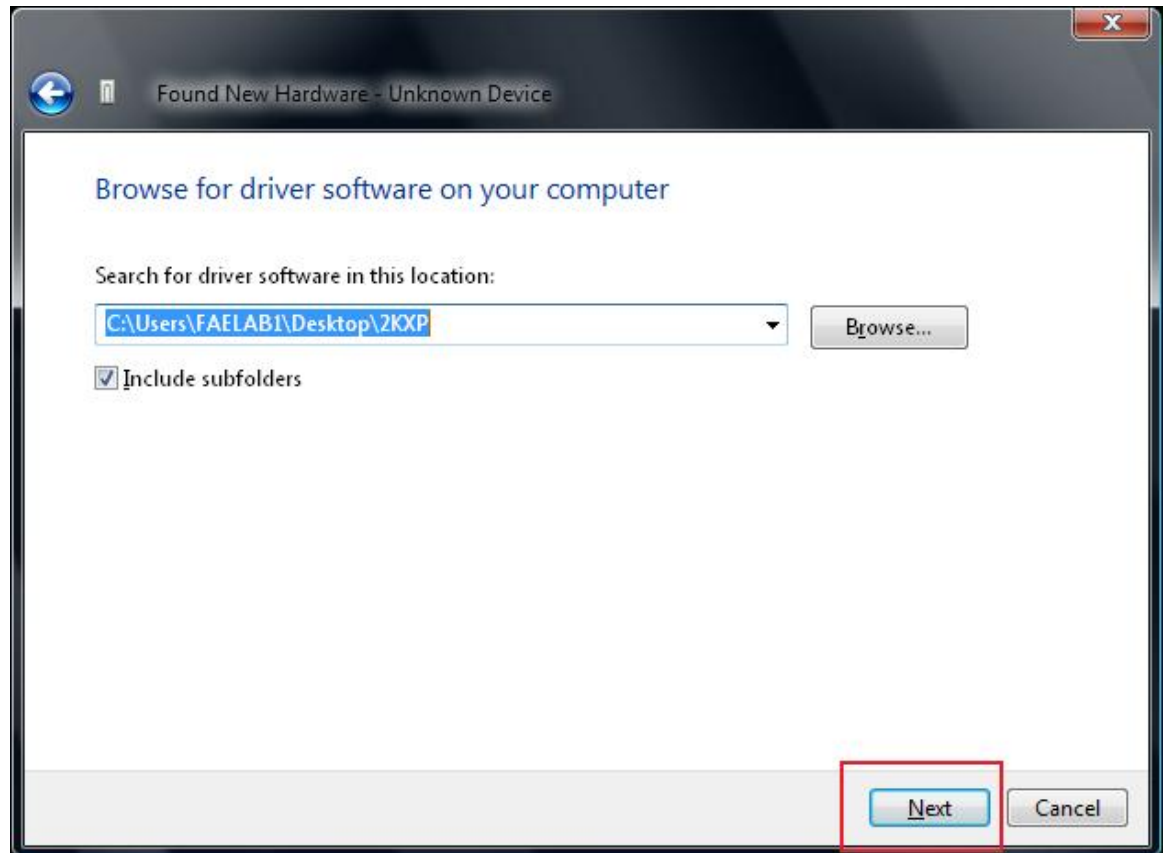 X
Found New Hardware - Unknown Device
Browse for driver software on your computer
Search for driver software in this location:
C:\Users\FAELAB1\Desktop\2KXP
Browse...
Include subfolders
Next
Cancel